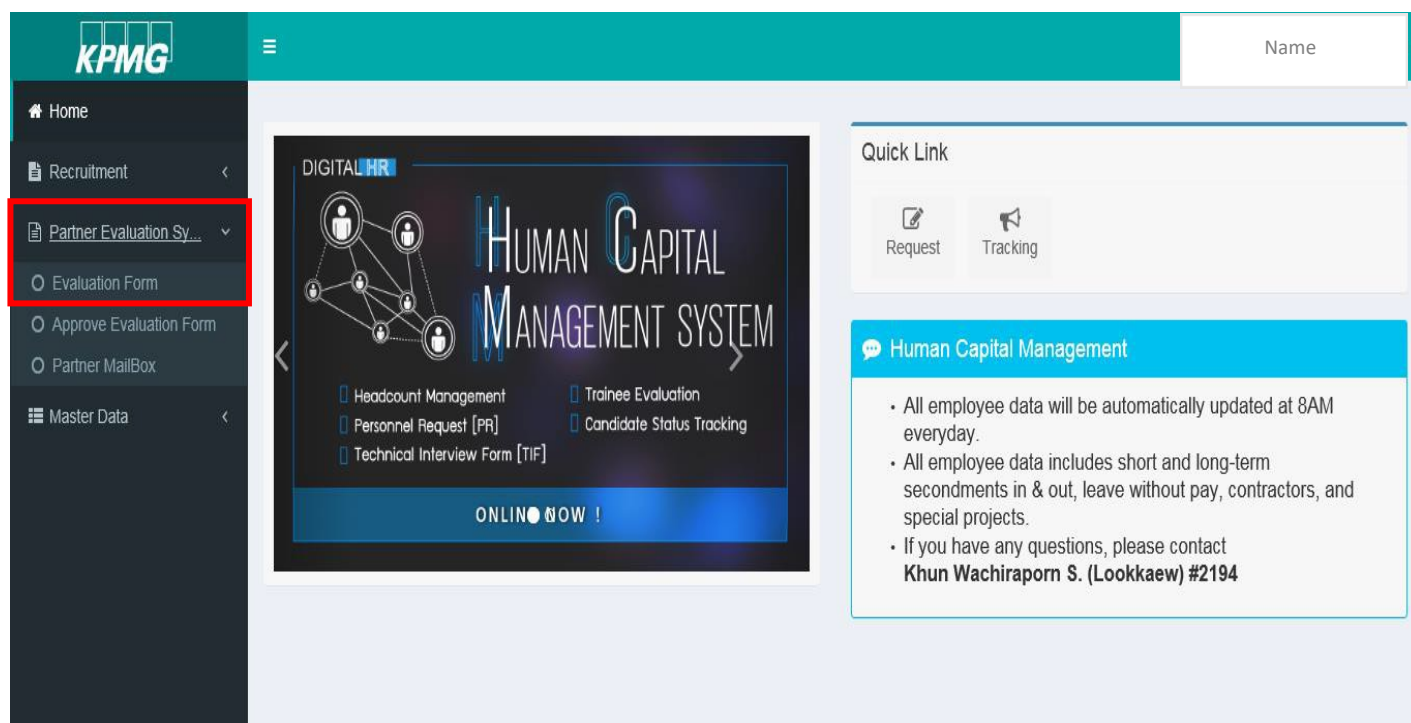 KPMG
Name
Home
Recruitment
Partner Evaluation Sy...
Evaluation Form
Approve Evaluation Form
Partner MailBox
Master Data
DIGITAL HR
HUMAN CAPITAL
MANAGEMENT SYSTEM
Headcount Management
Personnel Request [PR]
Technical Interview Form [TIF]
Trainee Evaluation
Candidate Status Tracking
ONLINE NOW !
Quick Link
Request
Tracking
Human Capital Management
• All employee data will be automatically updated at 8AM
everyday.
• All employee data includes short and long-term
secondments in & out, leave without pay, contractors, and
special projects.
• If you have any questions, please contact
Khun Wachiraporn S. (Lookkaew) #2194